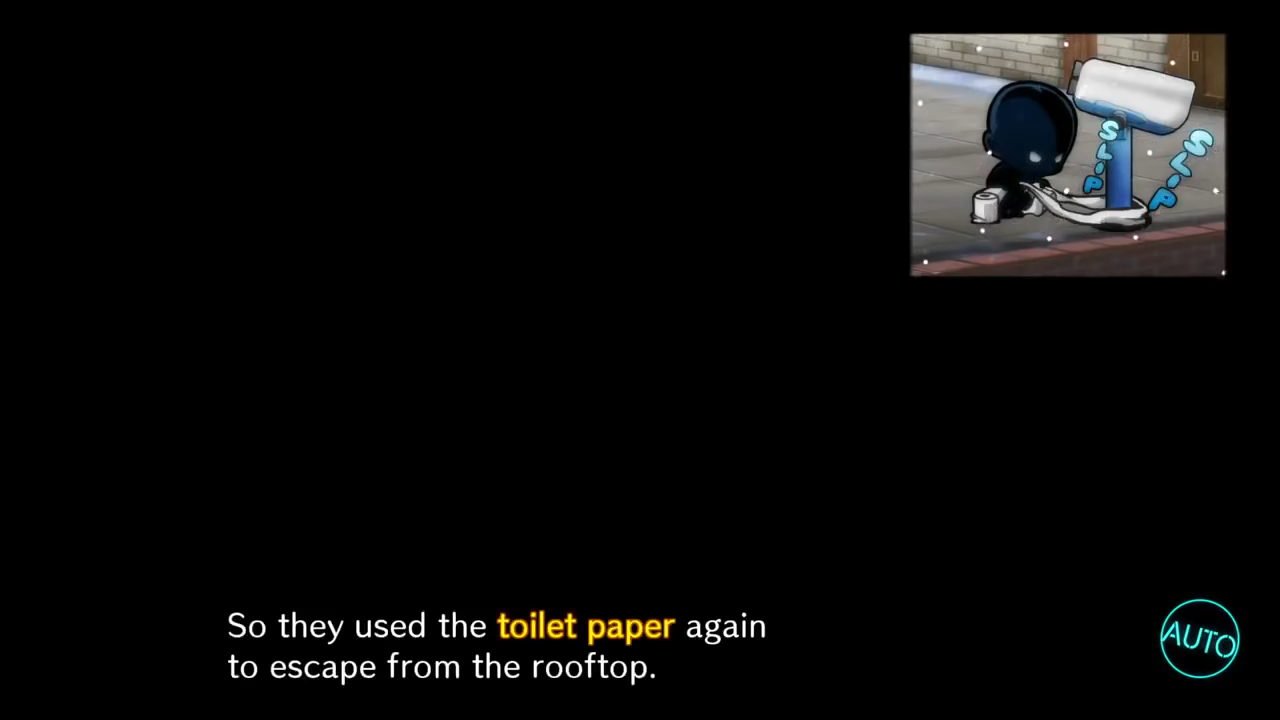 SLIP
SLIP
So they used the toilet paper again
to escape from the rooftop.
AUTO